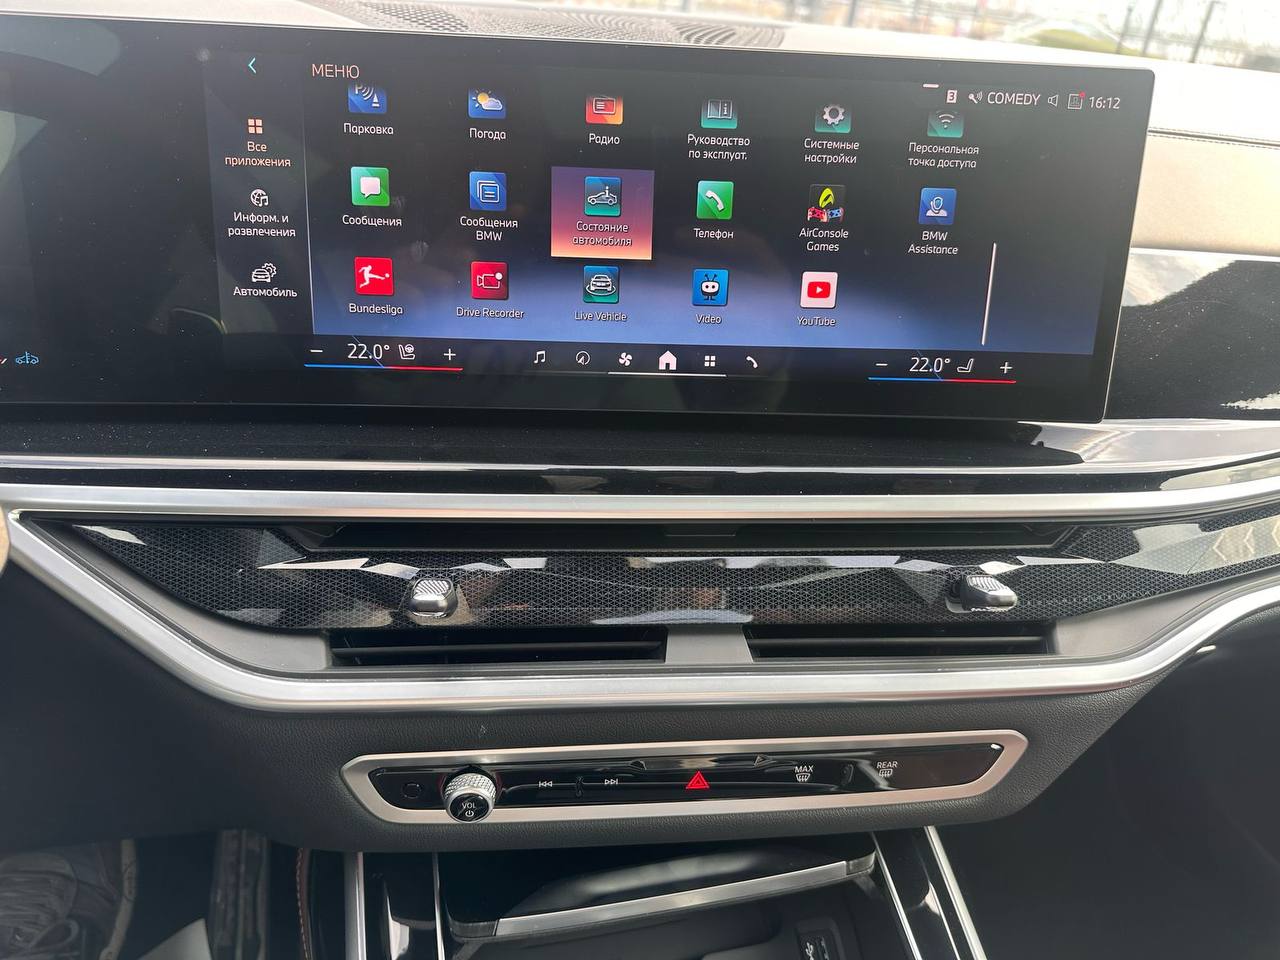 МЕНЮ
3 COMEDY 16:12
Все
приложения
Информ. и
развлечения
Автомобиль
Парковка
Погода
Радио
Руководство
по эксплуат.
Системные
настройки
Персональная
точка доступа
Сообщения
Сообщения
BMW
Состояние
автомобиля
Телефон
AirConsole
Games
BMW
Assistance
Bundesliga
Drive Recorder
Live Vehicle
Video
YouTube
22.0°
22.0°
VOL
MAX
REAR